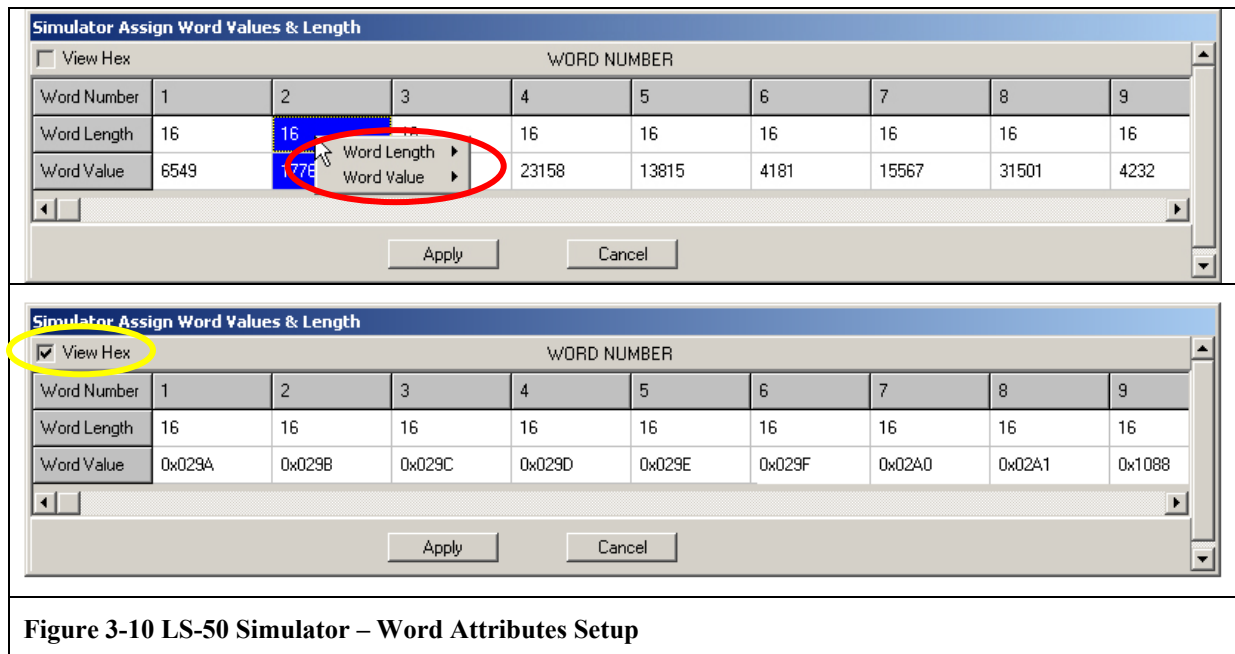 Simulator Assign Word Values & Length
View Hex WORD NUMBER
Word Number 1 2 3 4 5 6 7 8 9
Word Length 16 16 16 16 16 16 16 16
Word Length
Word Value 6549 23158 13815 4181 15567 31501 4232
Word Value
Apply Cancel
Simulator Assign Word Values & Length
View Hex WORD NUMBER
Word Number 1 2 3 4 5 6 7 8 9
Word Length 16 16 16 16 16 16 16 16 16
Word Value 0x029A 0x029B 0x029C 0x029D 0x029E 0x029F 0x02A0 0x02A1 0x1088
Apply Cancel
Figure 3-10 LS-50 Simulator – Word Attributes Setup